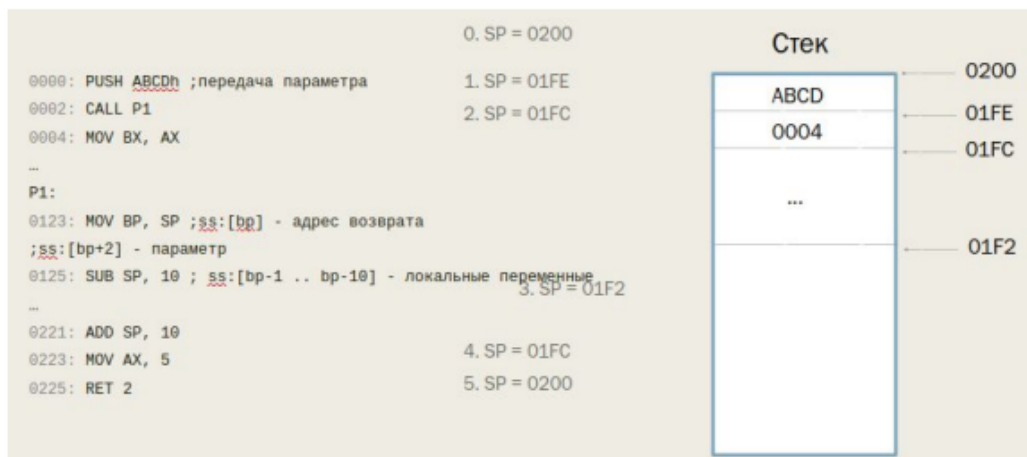 0. SP = 0200
0000: PUSH ABCDh ;передача параметра
1. SP = 01FE
0002: CALL P1
2. SP = 01FC
0004: MOV BX, AX
…
P1:
0123: MOV BP, SP ;ss:[bp] - адрес возврата
;ss:[bp+2] - параметр
0125: SUB SP, 10 ; ss:[bp-1 .. bp-10] - локальные переменные
3. SP = 01F2
…
0221: ADD SP, 10
4. SP = 01FC
0223: MOV AX, 5
5. SP = 0200
0225: RET 2
Стек
0200
ABCD
01FE
0004
01FC
...
01F2